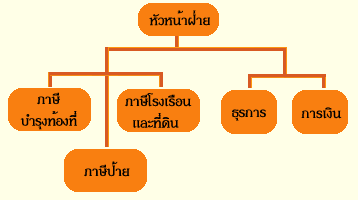 หัวหน้าฝ่าย
ภาษี
บำรุงท้องที่
ภาษีโรงเรือน
และที่ดิน
ธุรการ
การเงิน
ภาษีป้าย